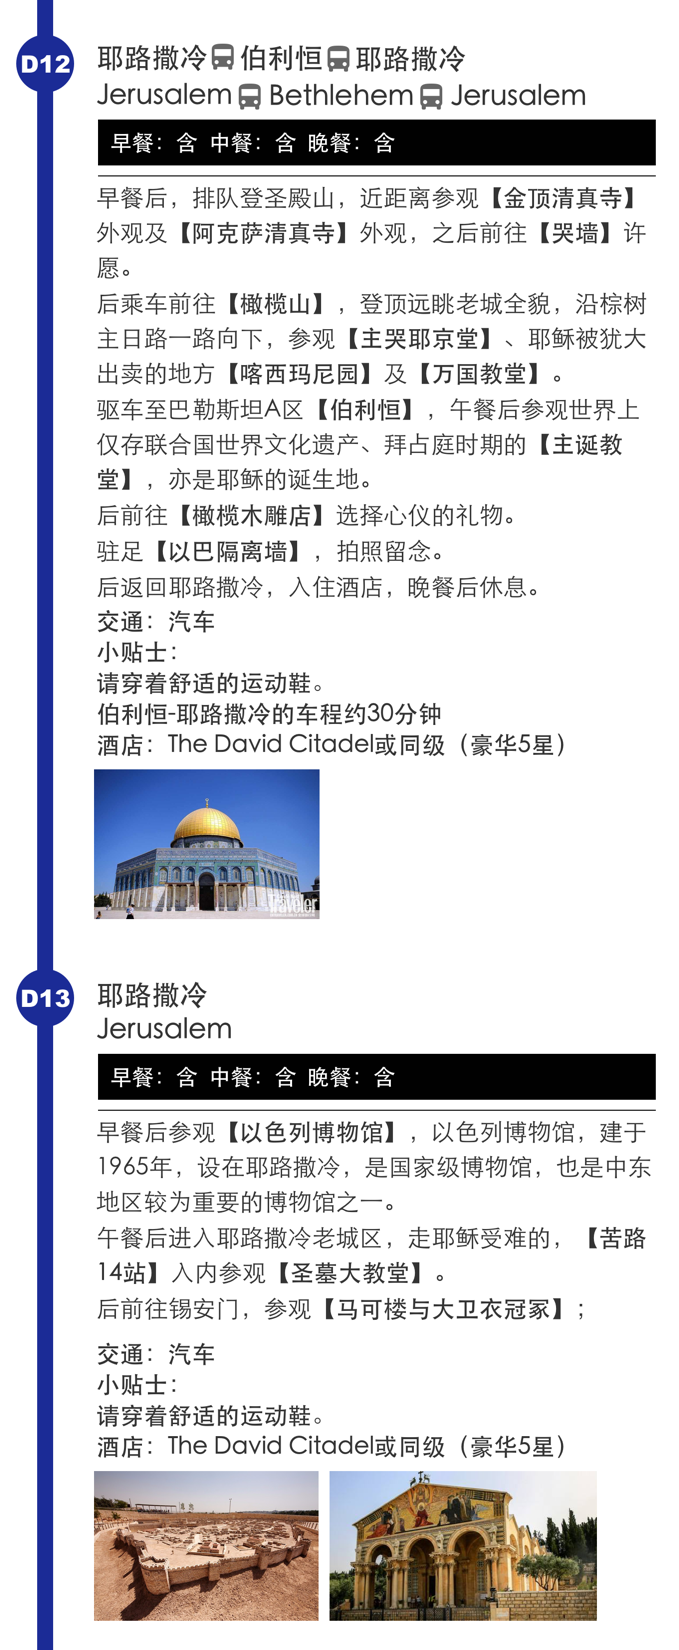 D12
耶路撒冷 伯利恒 耶路撒冷
Jerusalem Bethlehem Jerusalem
早餐：含 中餐：含 晚餐：含
早餐后，排队登圣殿山，近距离参观【金顶清真寺】
外观及【阿克萨清真寺】外观，之后前往【哭墙】许
愿。
后乘车前往【橄榄山】，登顶远眺老城全貌，沿棕树
主日路一路向下，参观【主哭耶京堂】、耶稣被犹大
出卖的地方【喀西玛尼园】及【万国教堂】。
驱车至巴勒斯坦A区【伯利恒】，午餐后参观世界上
仅存联合国世界文化遗产、拜占庭时期的【主诞教
堂】，亦是耶稣的诞生地。
后前往【橄榄木雕店】选择心仪的礼物。
驻足【以巴隔离墙】，拍照留念。
后返回耶路撒冷，入住酒店，晚餐后休息。
交通：汽车
小贴士：
请穿着舒适的运动鞋。
伯利恒-耶路撒冷的车程约30分钟
酒店：The David Citadel或同级（豪华5星）
Traveler
D13
耶路撒冷
Jerusalem
早餐：含 中餐：含 晚餐：含
早餐后参观【以色列博物馆】，以色列博物馆，建于
1965年，设在耶路撒冷，是国家级博物馆，也是中东
地区较为重要的博物馆之一。
午餐后进入耶路撒冷老城区，走耶稣受难的，【苦路
14站】入内参观【圣墓大教堂】。
后前往锡安门，参观【马可楼与大卫衣冠冢】；
交通：汽车
小贴士：
请穿着舒适的运动鞋。
酒店：The David Citadel或同级（豪华5星）